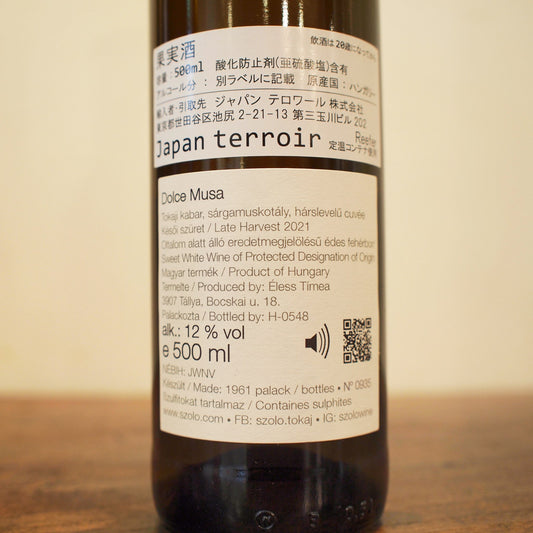 飲酒は20歳になってから
果実酒
容量:500ml 酸化防止剤(亜硫酸塩)含有
アルコール分: 別ラベルに記載 原産国:ハンガリー
輸入者・引取先 ジャパン テロワール 株式会社
東京都世田谷区池尻 2-21-13 第三玉川ビル 202
Japan terroir Reefer
定温コンテナ使用
Dolce Musa
Tokaji kabar, sárgamuskotály, hárslevelű cuvée
Késői szüret / Late Harvest 2021
Oltalom alatt álló eredetmegjelölésű édes fehérbor
Sweet White Wine of Protected Designation of Origin
Magyar termék / Product of Hungary
Termelte / Produced by: Éless Tímea
3907 Tállya, Bocskai u. 18.
Palackozta / Bottled by: H-0548
alk.: 12 % vol
e 500 ml
NÉBIH: JWNV
Készült / Made: 1961 palack / bottles • Nº 0935
Szulfitokat tartalmaz / Containes sulphites
www.szolo.com • FB: szolo.tokaj • IG: szolowine